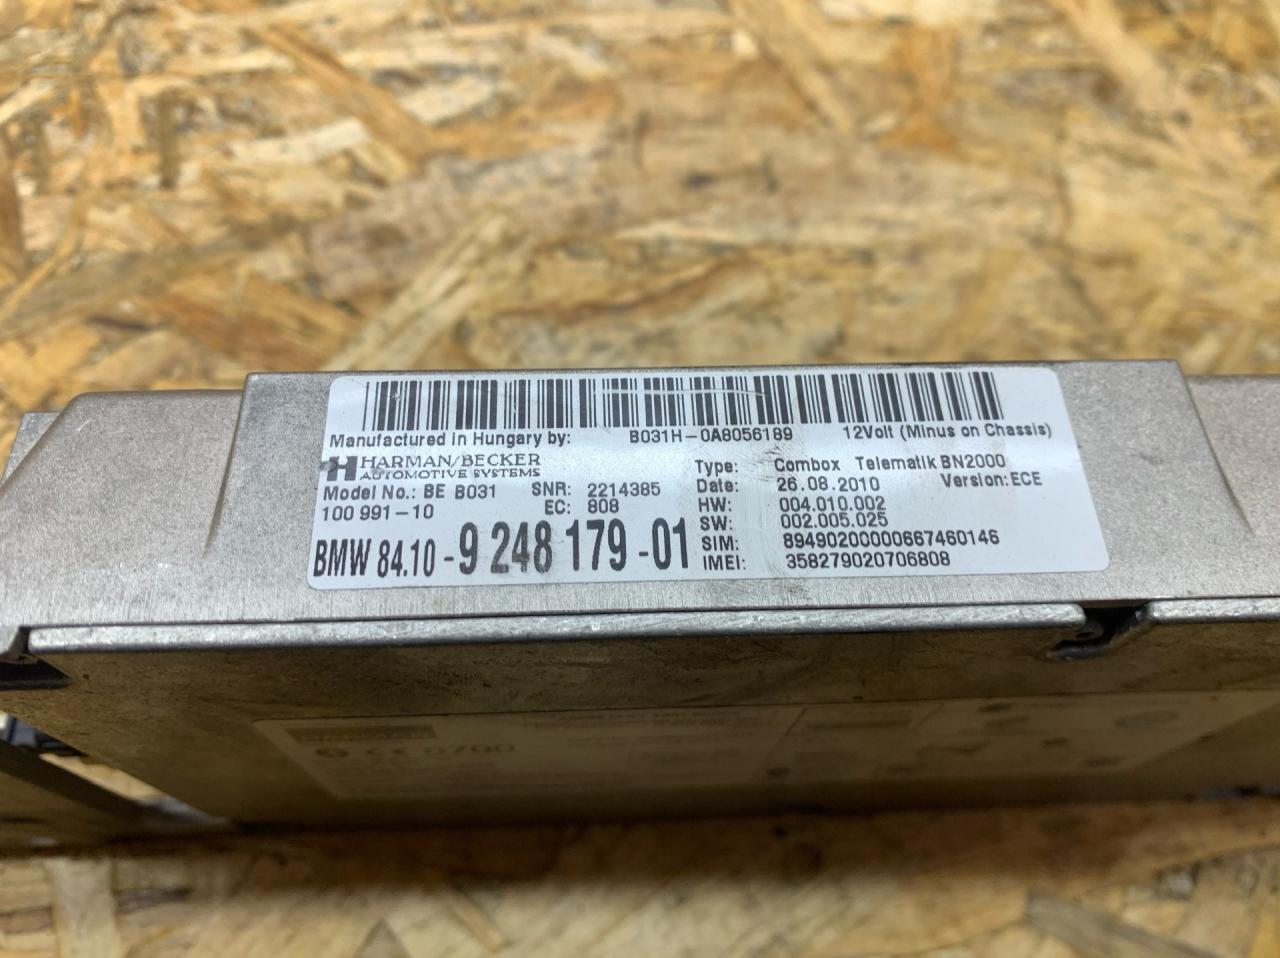 Manufactured in Hungary by: B031H-0A8056189 12Volt (Minus on Chassis)
HARMAN/BECKER
AUTOMOTIVE SYSTEMS
Type: Combox Telematik BN2000
Model No.: BE B031 SNR: 2214385 Date: 26.08.2010 Version: ECE
100 991-10 EC: 808 HW: 004.010.002
SW: 002.005.025
BMW 84.10-9 248 179-01 SIM: 89490200000667460146
IMEI: 358279020706808
CE 0700